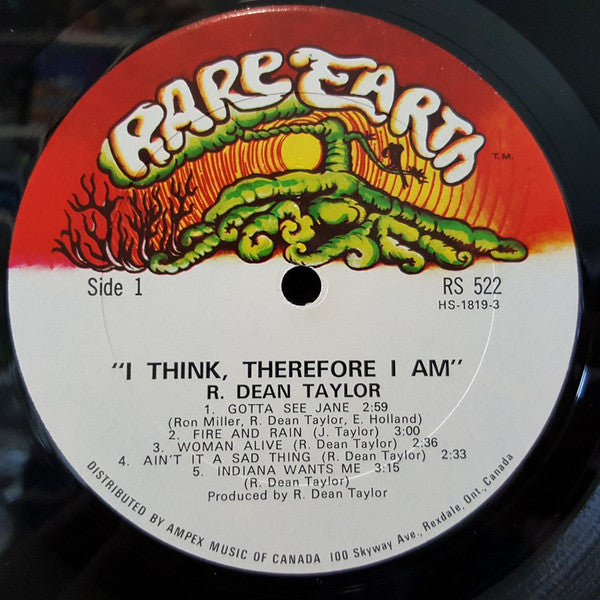 RARE EARTH
T.M.
Side 1
RS 522
HS-1819-3
"I THINK, THEREFORE I AM"
R. DEAN TAYLOR
1. GOTTA SEE JANE 2:59
(Ron Miller, R. Dean Taylor, E. Holland)
2. FIRE AND RAIN (J. Taylor) 3:00
3. WOMAN ALIVE (R. Dean Taylor) 2:36
4. AIN'T IT A SAD THING (R. Dean Taylor) 2:33
5. INDIANA WANTS ME 3:15
(R. Dean Taylor)
Produced by R. Dean Taylor
DISTRIBUTED BY AMPEX MUSIC OF CANADA 100 Skyway Ave., Rexdale, Ont., Canada